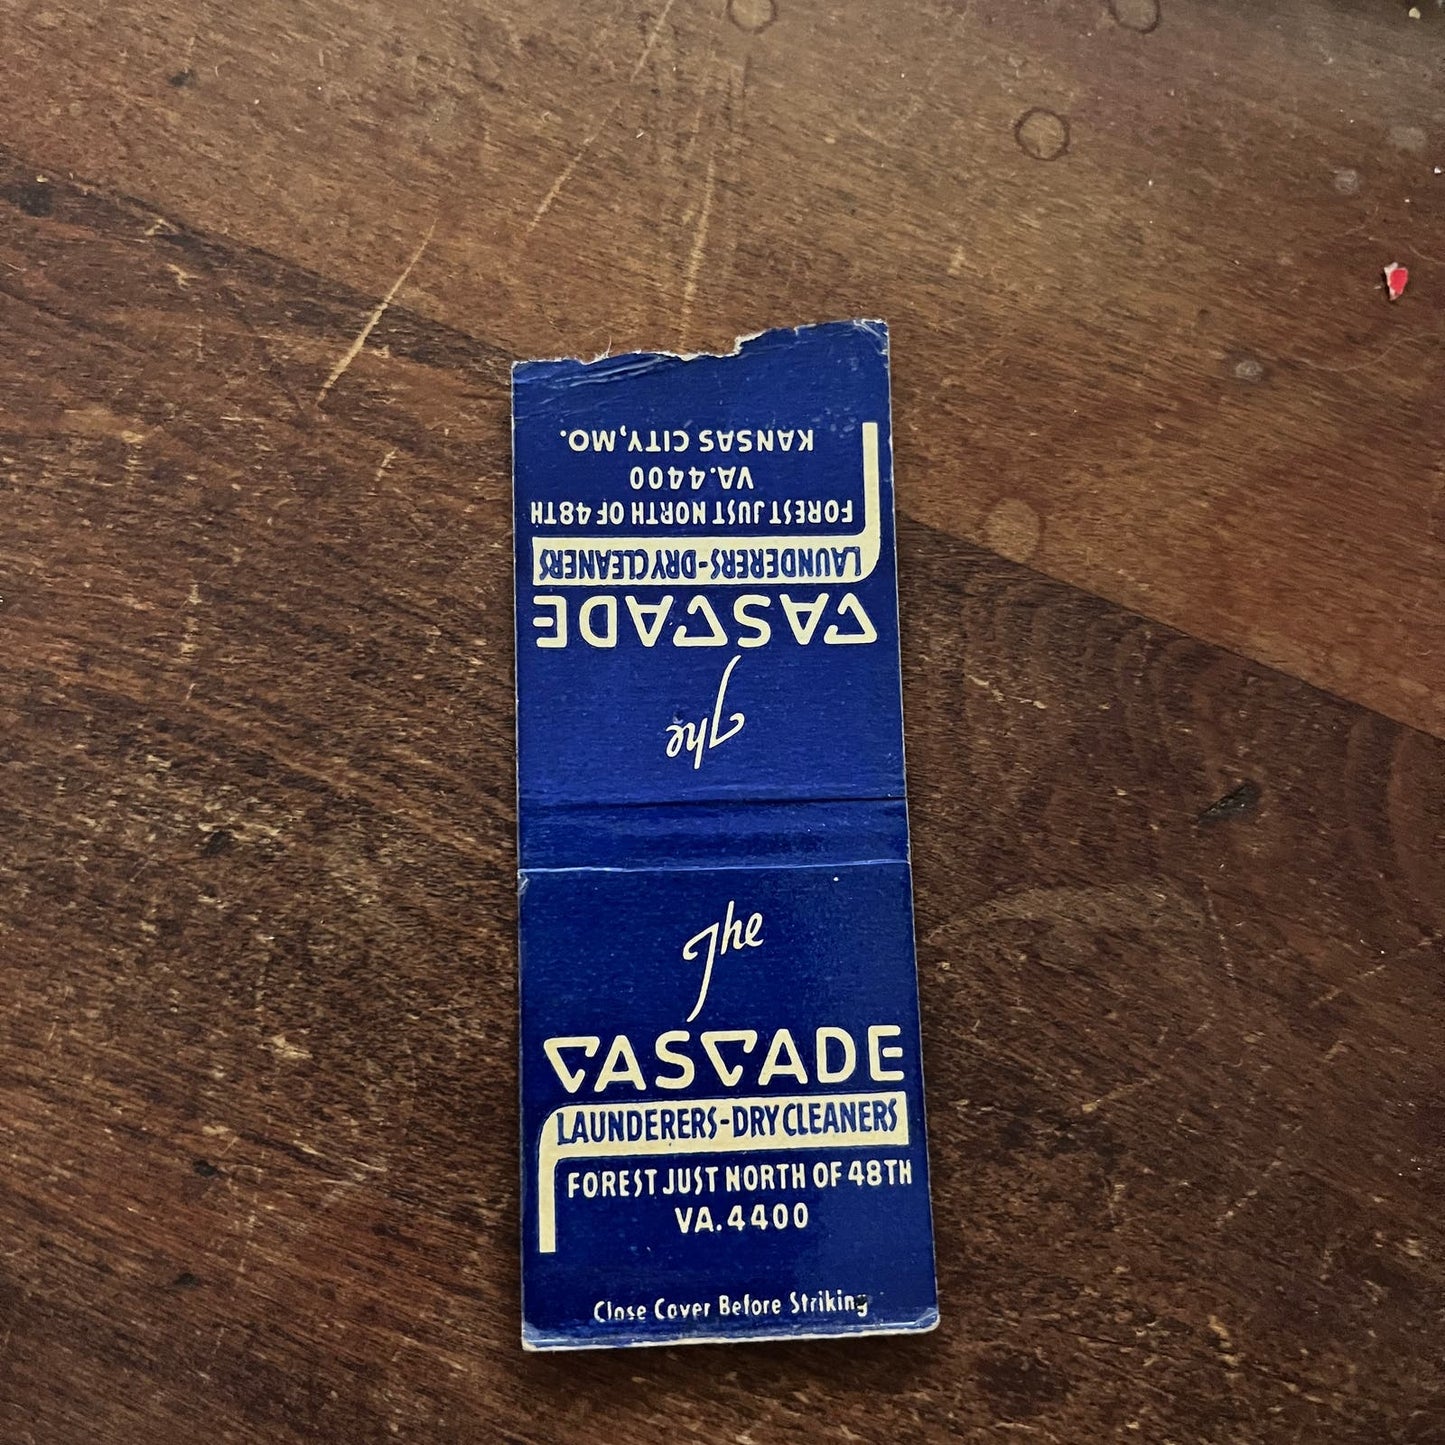 The
CASCADE
LAUNDERERS-DRY CLEANERS
FOREST JUST NORTH OF 48TH
VA.4400
KANSAS CITY, MO.
The
CASCADE
LAUNDERERS-DRY CLEANERS
FOREST JUST NORTH OF 48TH
VA.4400
Close Cover Before Striking